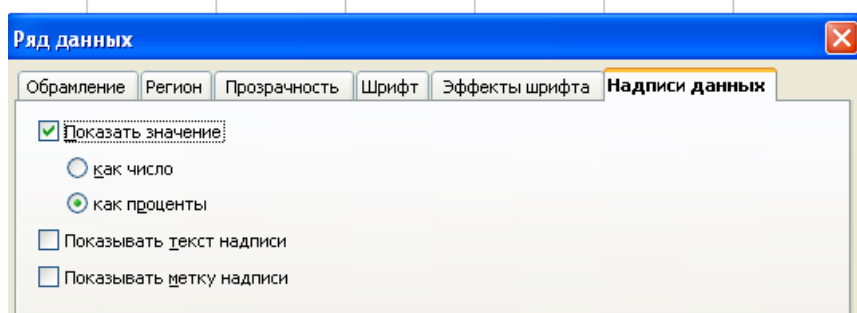 Ряд данных
Обрамление Регион Прозрачность Шрифт Эффекты шрифта Надписи данных
Показать значение
как число
как проценты
Показывать текст надписи
Показывать метку надписи